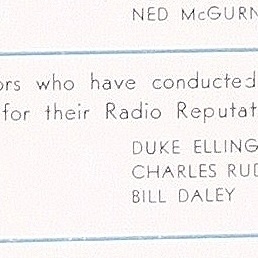 NED McGURN
ors who have conducted
for their Radio Reputat
DUKE ELLING
CHARLES RUD
BILL DALEY